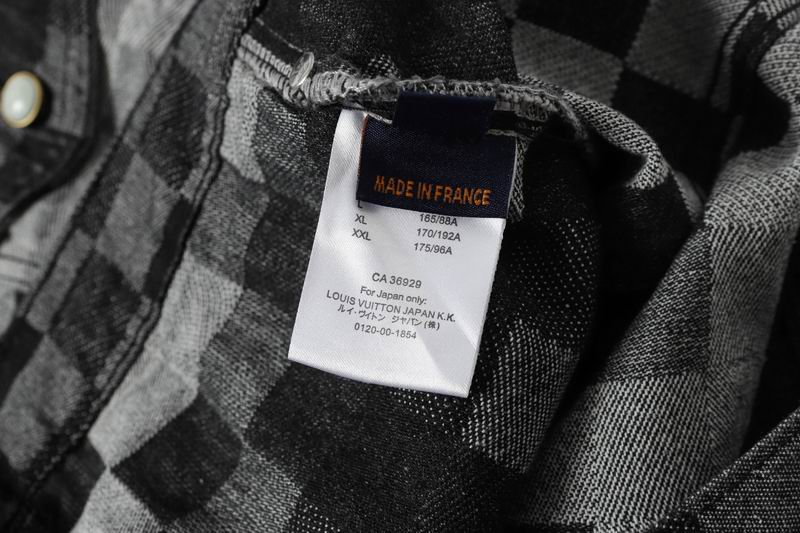 MADE IN FRANCE
L 165/88A
XL 170/192A
XXL 175/96A
CA 36929
For Japan only:
LOUIS VUITTON JAPAN K.K.
ルイ・ヴィトン ジャパン (株)
0120-00-1854